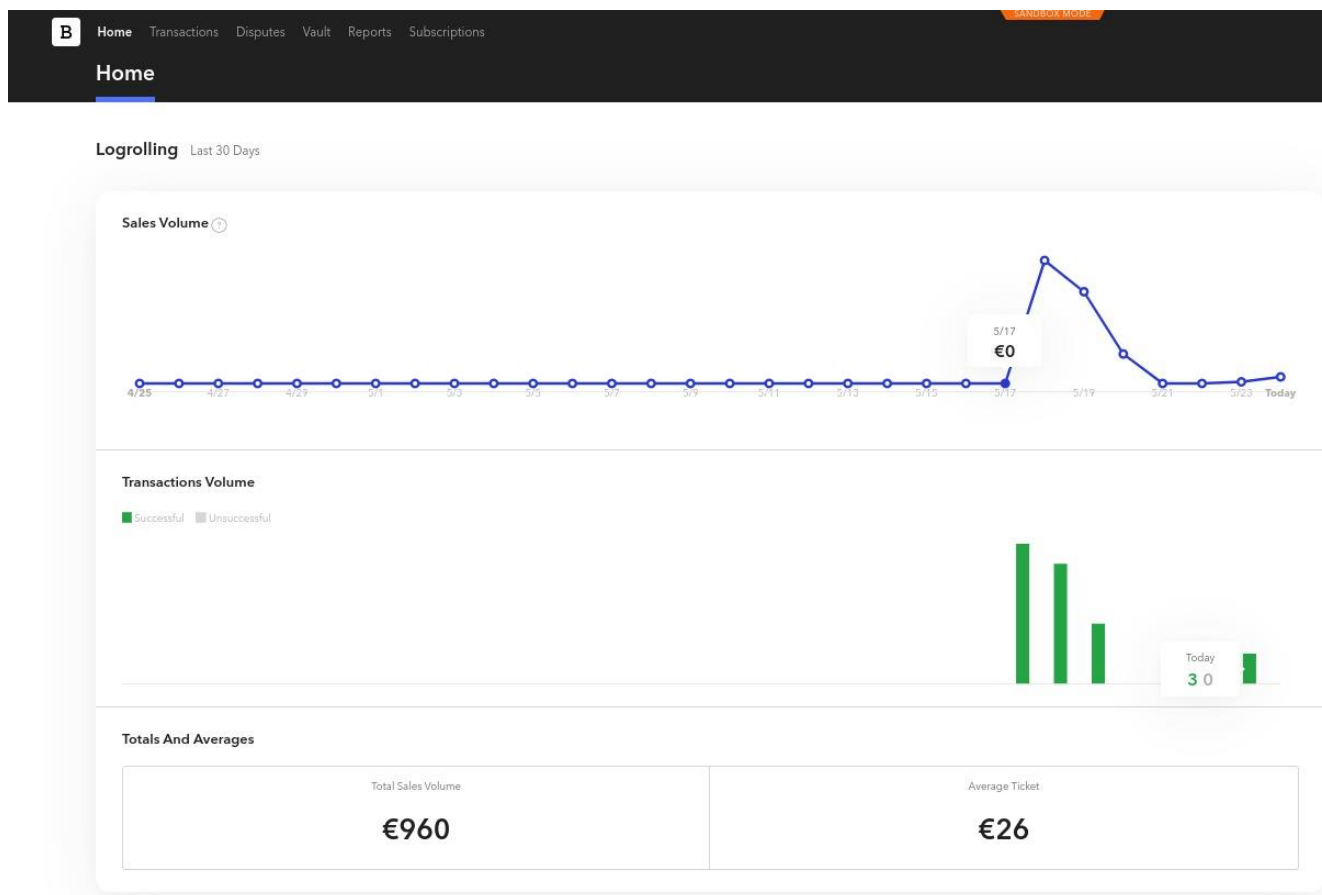 SANDBOX MODE
B Home Transactions Disputes Vault Reports Subscriptions
Home
Logrolling Last 30 Days
Sales Volume ?
5/17
€0
4/25 4/27 4/29 5/1 5/3 5/5 5/7 5/9 5/11 5/13 5/15 5/17 5/19 5/21 5/23 Today
Transactions Volume
Successful Unsuccessful
Today
3 0
Totals And Averages
Total Sales Volume Average Ticket
€960 €26